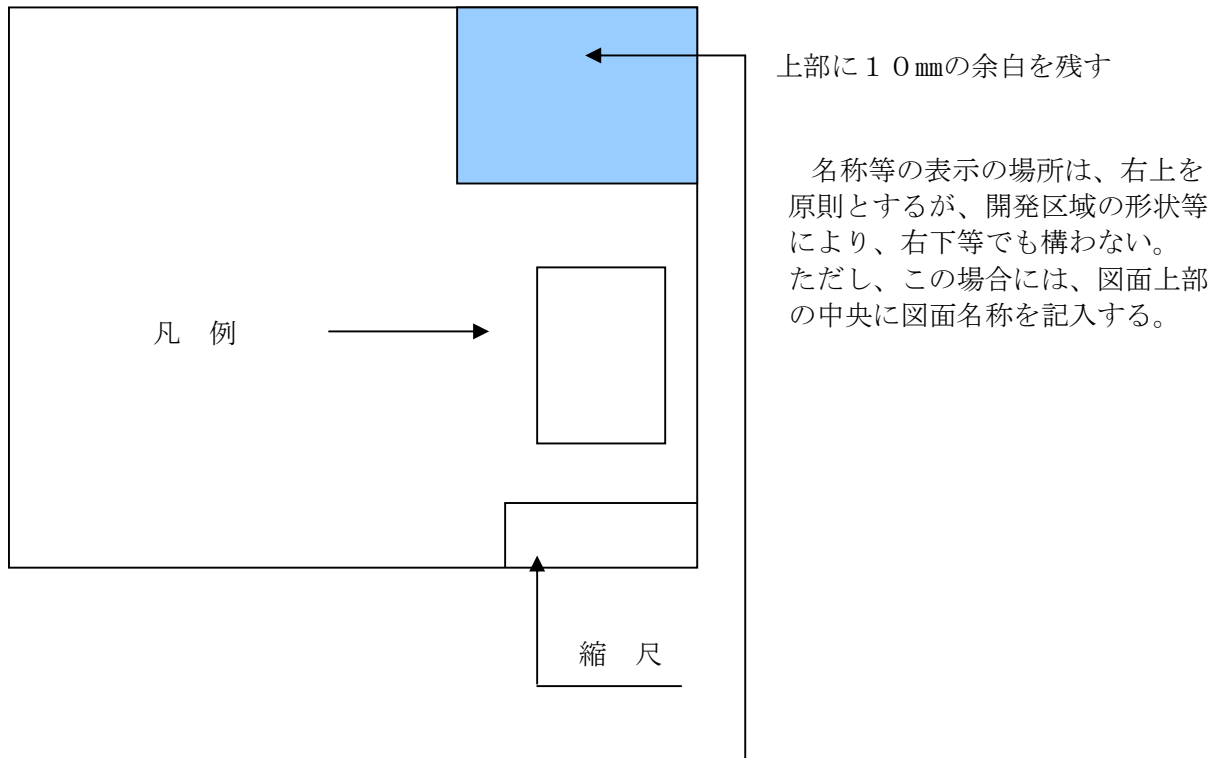 上部に１０㎜の余白を残す
名称等の表示の場所は、右上を
原則とするが、開発区域の形状等
により、右下等でも構わない。
ただし、この場合には、図面上部
の中央に図面名称を記入する。
凡　例
縮　尺